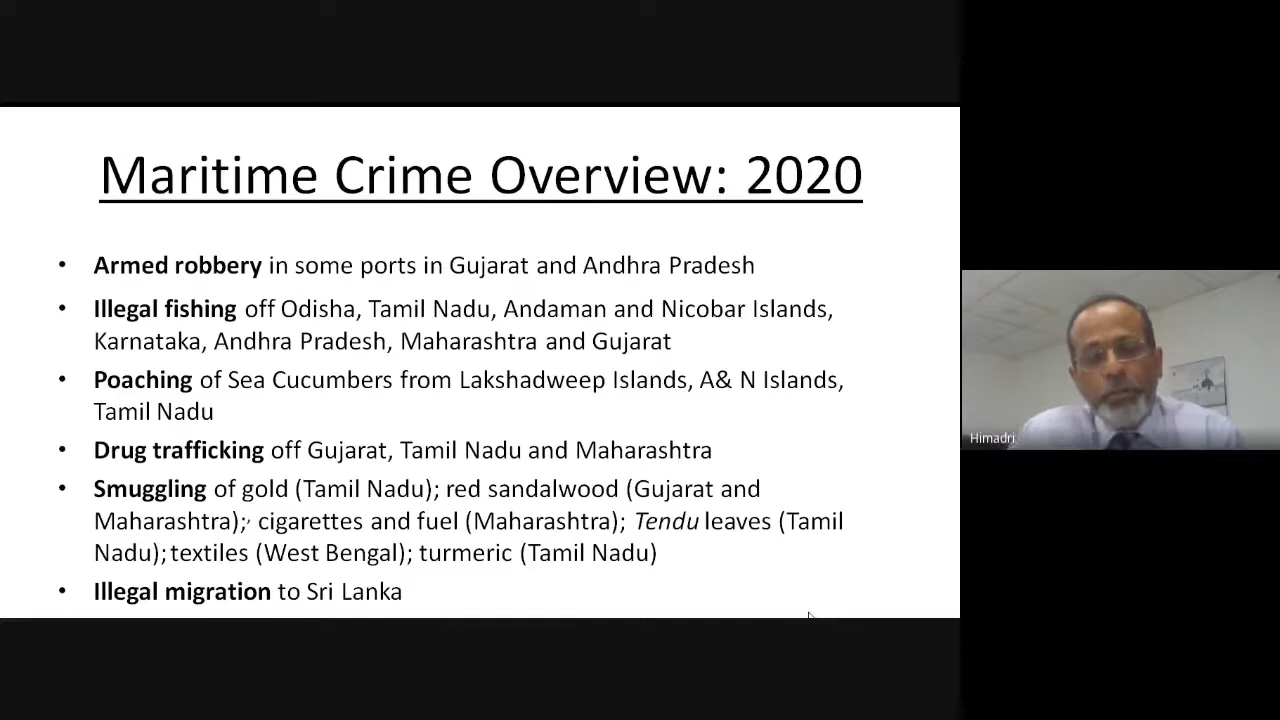 Maritime Crime Overview: 2020
• Armed robbery in some ports in Gujarat and Andhra Pradesh
• Illegal fishing off Odisha, Tamil Nadu, Andaman and Nicobar Islands,
Karnataka, Andhra Pradesh, Maharashtra and Gujarat
• Poaching of Sea Cucumbers from Lakshadweep Islands, A& N Islands,
Tamil Nadu
• Drug trafficking off Gujarat, Tamil Nadu and Maharashtra
• Smuggling of gold (Tamil Nadu); red sandalwood (Gujarat and
Maharashtra);, cigarettes and fuel (Maharashtra); Tendu leaves (Tamil
Nadu); textiles (West Bengal); turmeric (Tamil Nadu)
• Illegal migration to Sri Lanka
Himadri